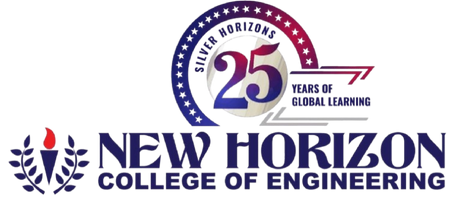 SILVER HORIZONS
25
YEARS OF
GLOBAL LEARNING
NEW HORIZON
COLLEGE OF ENGINEERING